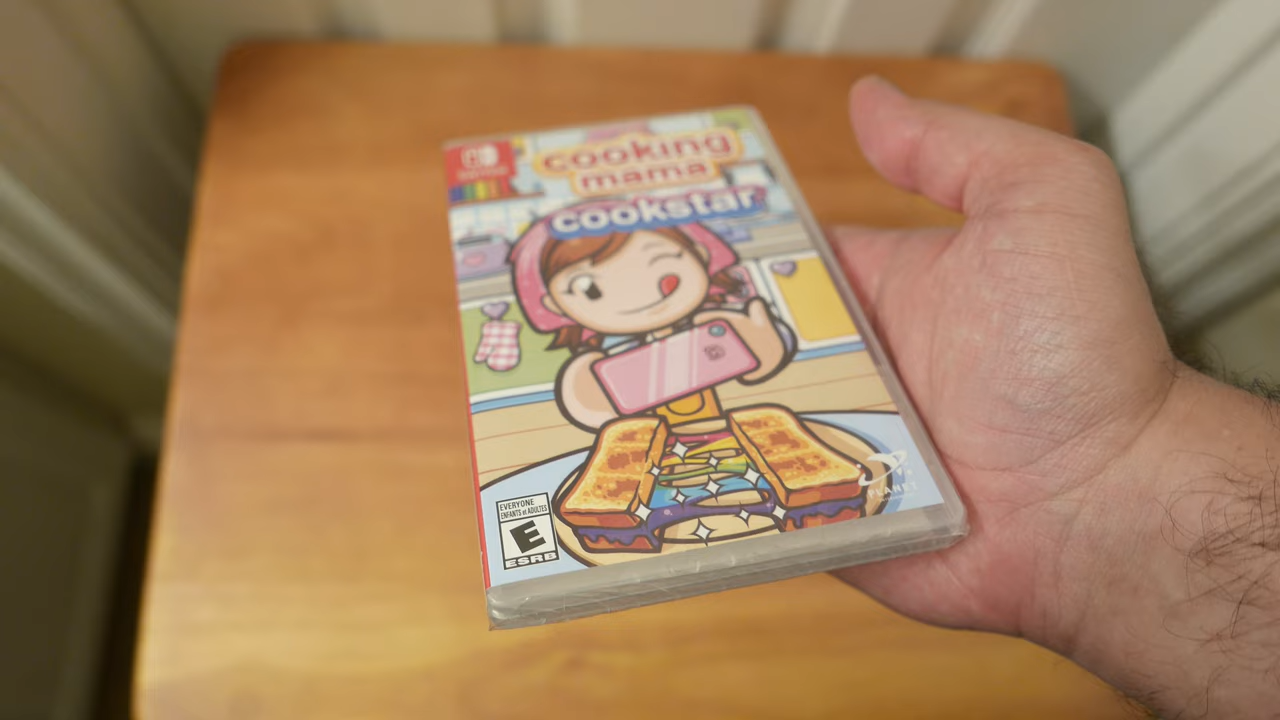 cooking
mama
cookstar
EVERYONE
ENFANTS et ADULTES
E
ESRB
PLANET